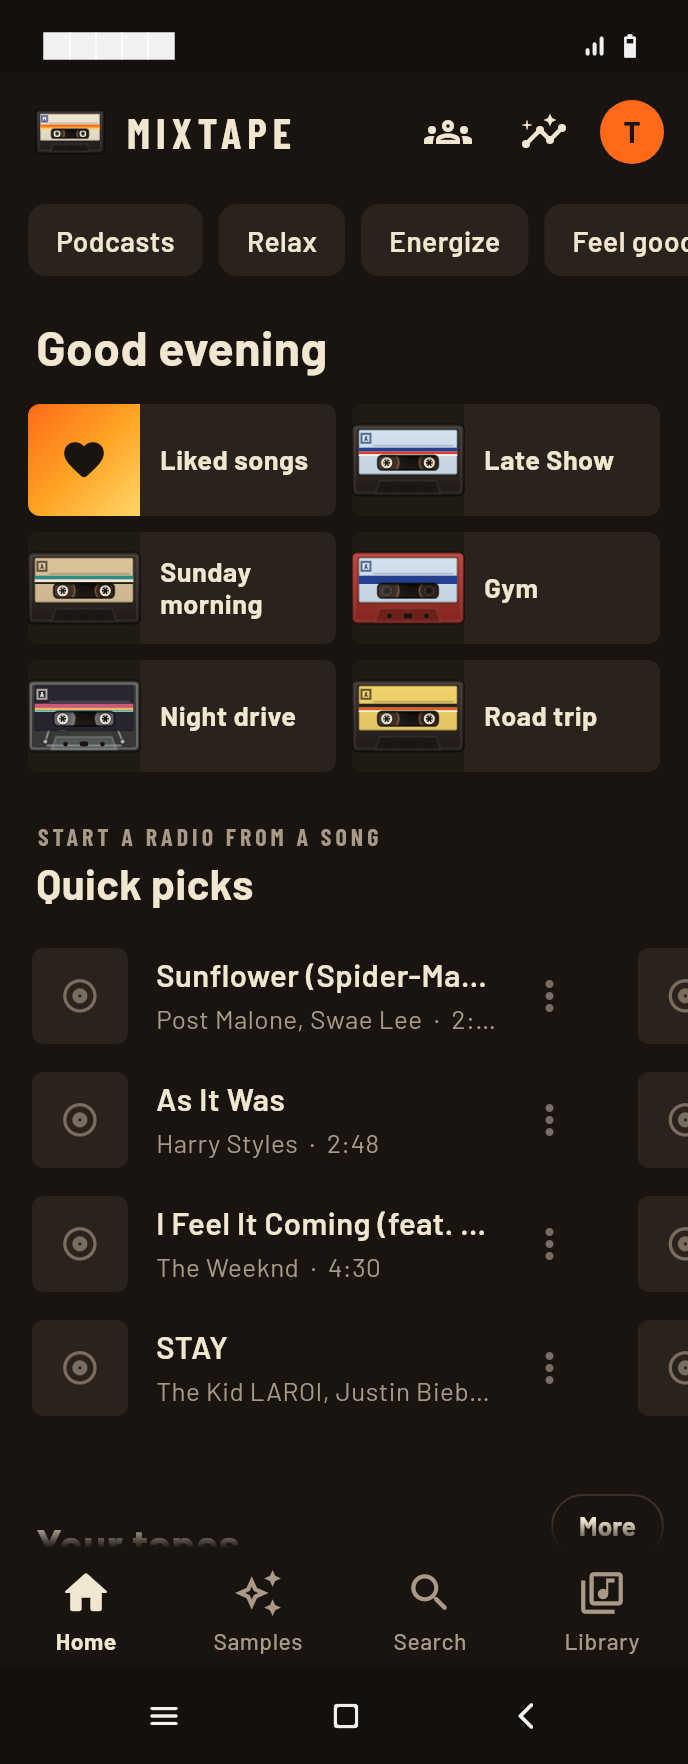 MIXTAPE
T
Podcasts
Relax
Energize
Feel good
Good evening
Liked songs
Late Show
Sunday
morning
Gym
Night drive
Road trip
START A RADIO FROM A SONG
Quick picks
Sunflower (Spider-Ma...
Post Malone, Swae Lee · 2:...
As It Was
Harry Styles · 2:48
I Feel It Coming (feat. ...
The Weeknd · 4:30
STAY
The Kid LAROI, Justin Bieb...
Your tapes
More
Home
Samples
Search
Library